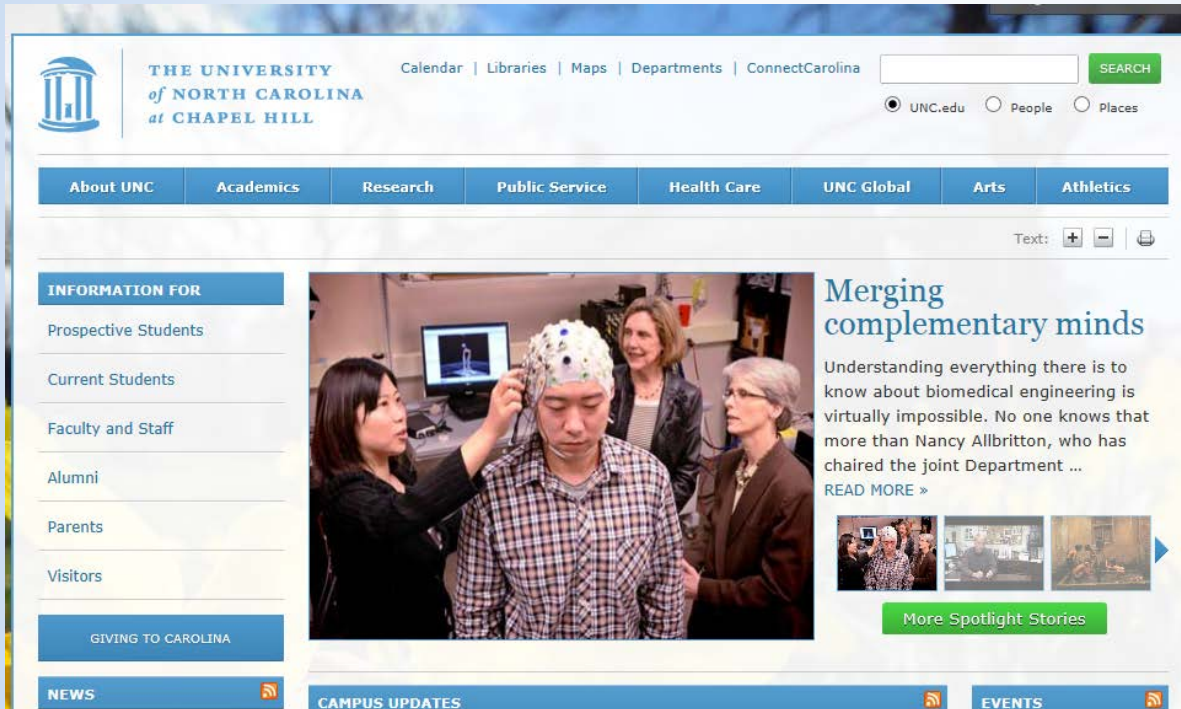 THE UNIVERSITY
of NORTH CAROLINA
at CHAPEL HILL
Calendar | Libraries | Maps | Departments | ConnectCarolina
SEARCH
UNC.edu People Places
About UNC Academics Research Public Service Health Care UNC Global Arts Athletics
Text: + −
INFORMATION FOR
Prospective Students
Current Students
Faculty and Staff
Alumni
Parents
Visitors
GIVING TO CAROLINA
Merging
complementary minds
Understanding everything there is to
know about biomedical engineering is
virtually impossible. No one knows that
more than Nancy Allbritton, who has
chaired the joint Department ...
READ MORE »
More Spotlight Stories
NEWS
CAMPUS UPDATES
EVENTS